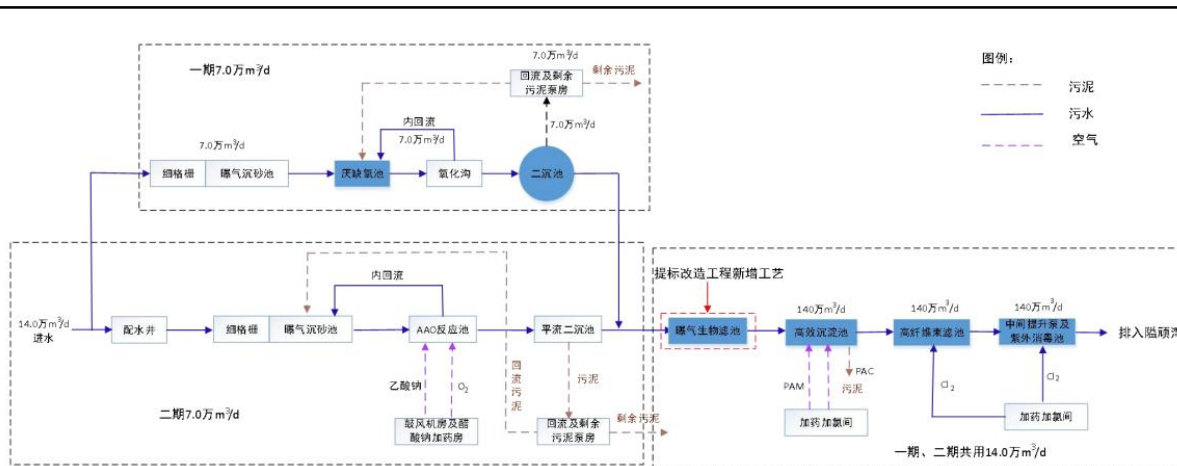 一期7.0万m³/d
7.0万m³/d
回流及剩余
污泥泵房
剩余污泥
7.0万m³/d
内回流
7.0万m³/d
7.0万m³/d
细格栅
曝气沉砂池
厌缺氧池
氧化沟
二沉池
图例：
污泥
污水
空气
14.0万m³/d
进水
配水井
细格栅
曝气沉砂池
内回流
AAO反应池
平流二沉池
乙酸钠
O₂
回流污泥
污泥
鼓风机房及醋
酸钠加药房
回流及剩余
污泥泵房
剩余污泥
二期7.0万m³/d
提标改造工程新增工艺
曝气生物滤池
140万m³/d
高效沉淀池
140万m³/d
高纤维束滤池
140万m³/d
中间提升泵及
紫外消毒池
排入隘顽湾
PAM
PAC
污泥
Cl₂
Cl₂
加药加氯间
加药加氯间
一期、二期共用14.0万m³/d